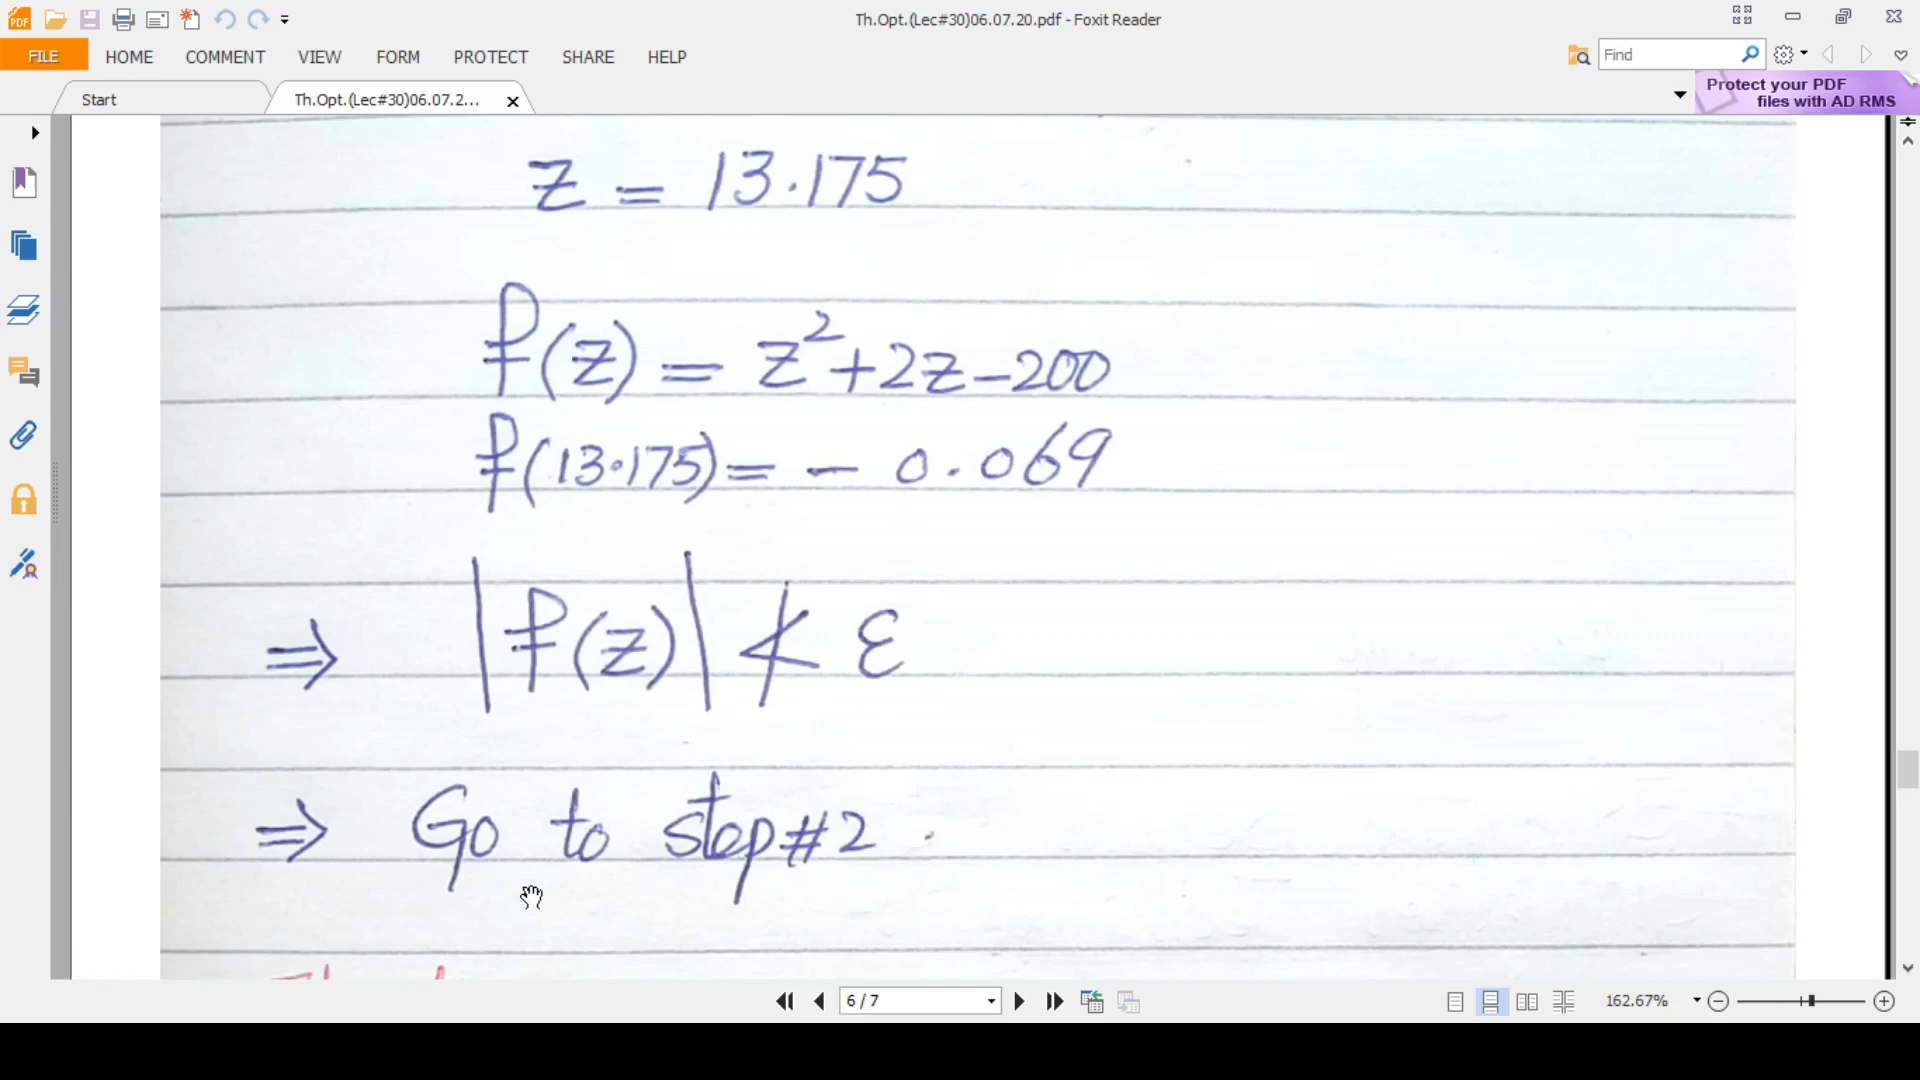 Th.Opt.(Lec#30)06.07.20.pdf - Foxit Reader
FILE HOME COMMENT VIEW FORM PROTECT SHARE HELP
Find
Protect your PDF
files with AD RMS
Start Th.Opt.(Lec#30)06.07.2...
z = 13.175
f(z) = z²+2z-200
f(13.175) = - 0.069
⇒ |f(z)| ≮ ε
⇒ Go to step#2.
6 / 7
162.67%